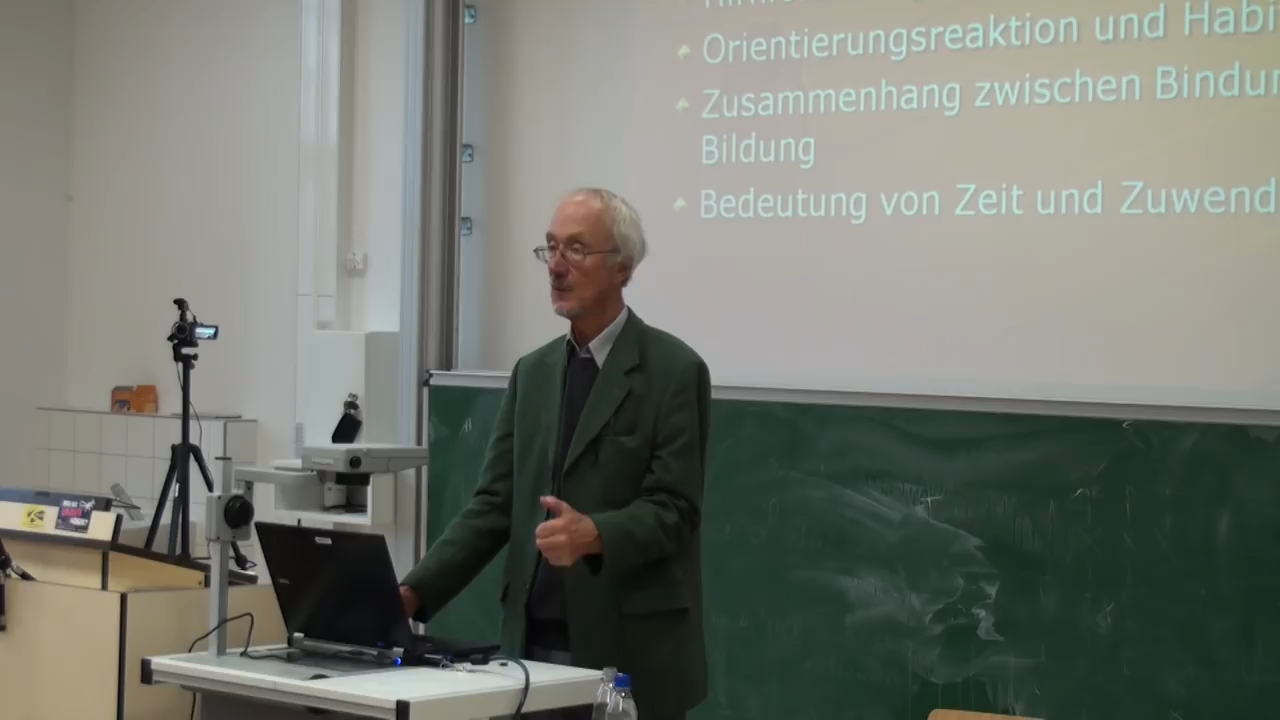 Orientierungsreaktion und Habi
Zusammenhang zwischen Bindun
Bildung
Bedeutung von Zeit und Zuwend